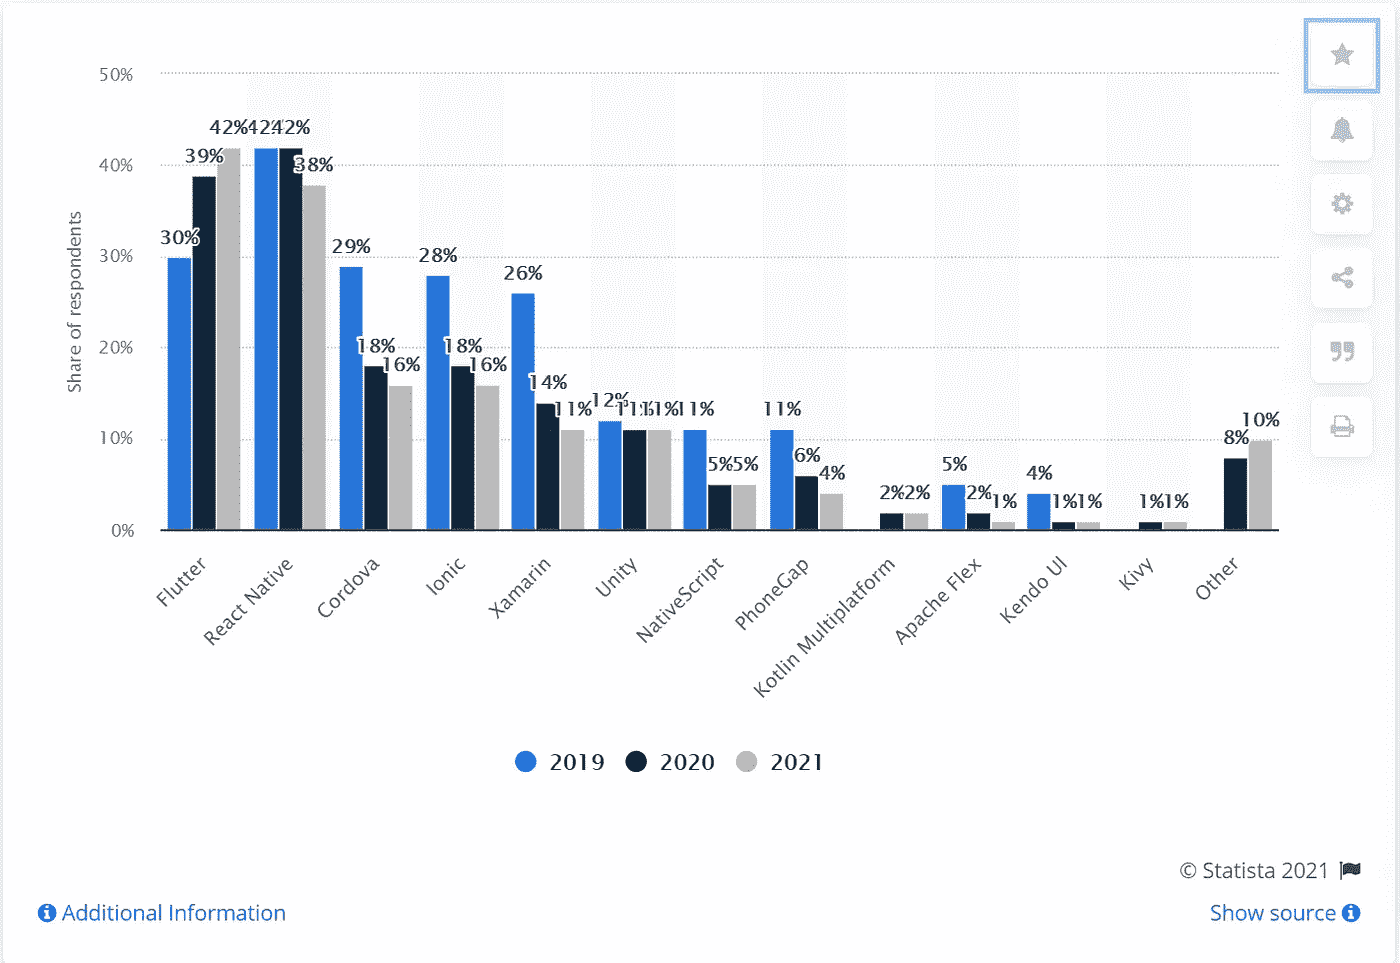 50%
40%
30%
20%
10%
0%
Share of respondents
30% 39% 42%
42% 42% 38%
29% 18% 16%
28% 18% 16%
26% 14% 11%
12% 11% 11%
11% 5% 5%
11% 6% 4%
2% 2%
5% 2% 1%
4% 1% 1%
1% 1%
8% 10%
Flutter
React Native
Cordova
Ionic
Xamarin
Unity
NativeScript
PhoneGap
Kotlin Multiplatform
Apache Flex
Kendo UI
Kivy
Other
2019 2020 2021
© Statista 2021
Additional Information
Show source